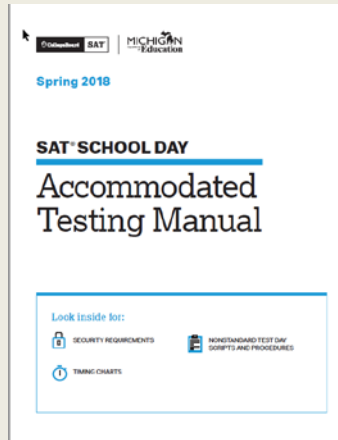 CollegeBoard SAT
MICHIGAN
Education
Spring 2018
SAT® SCHOOL DAY
Accommodated
Testing Manual
Look inside for:
SECURITY REQUIREMENTS
NONSTANDARD TEST DAY
SCRIPTS AND PROCEDURES
TIMING CHARTS